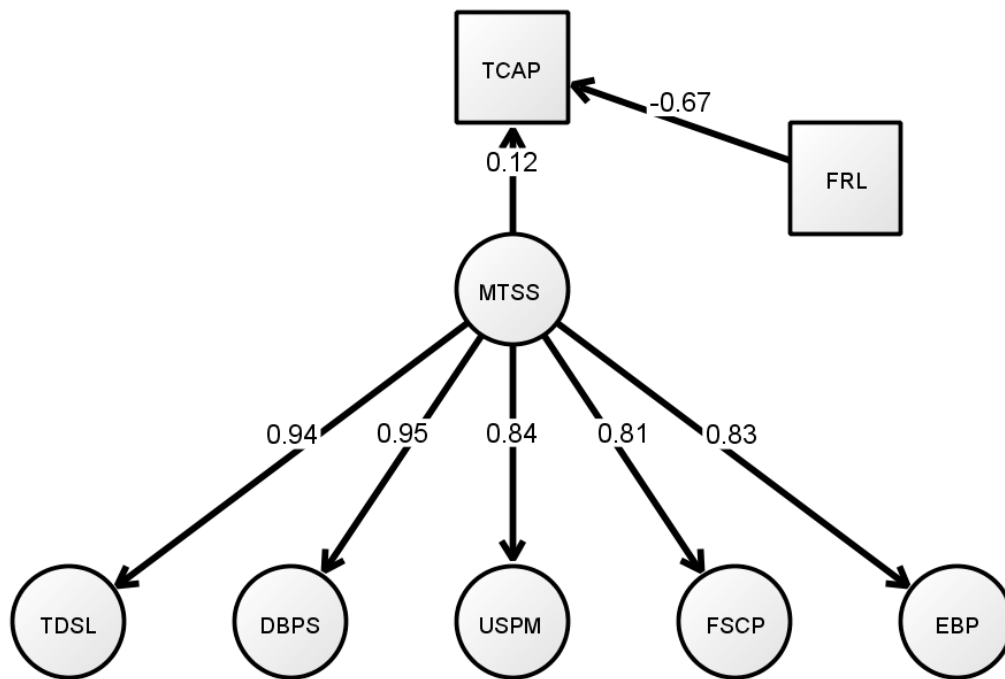 TCAP
-0.67
0.12
FRL
MTSS
0.94
0.95
0.84
0.81
0.83
TDSL
DBPS
USPM
FSCP
EBP